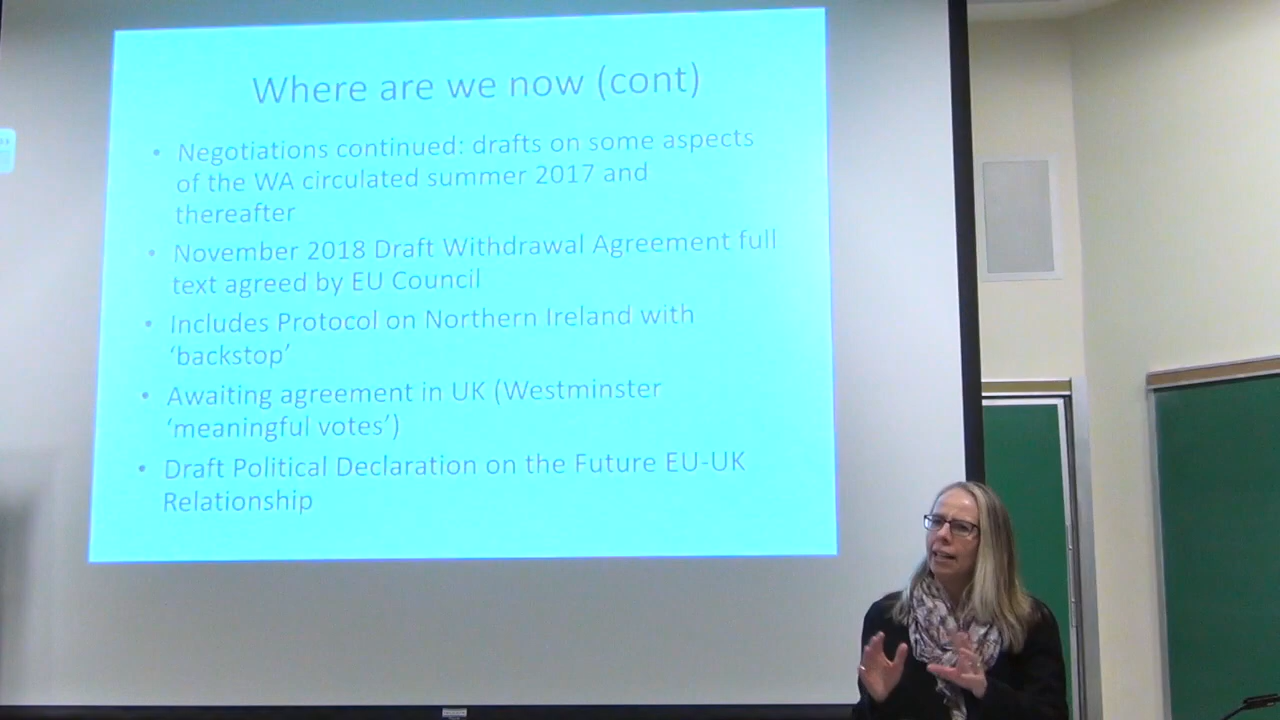 Where are we now (cont)
• Negotiations continued: drafts on some aspects
of the WA circulated summer 2017 and
thereafter
• November 2018 Draft Withdrawal Agreement full
text agreed by EU Council
• Includes Protocol on Northern Ireland with
‘backstop’
• Awaiting agreement in UK (Westminster
‘meaningful votes’)
• Draft Political Declaration on the Future EU-UK
Relationship